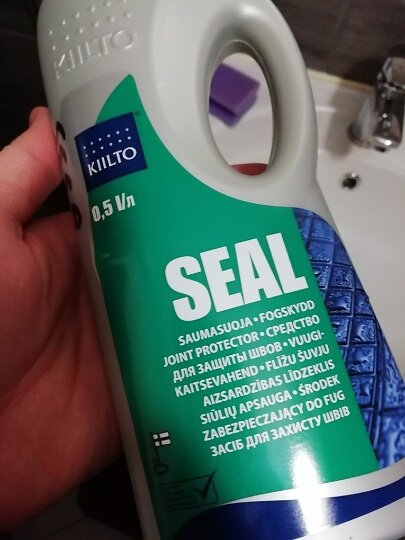 KIILTO
KIILTO
0,5 l/л
SEAL
SAUMASUOJA • FOGSKYDD
JOINT PROTECTOR • СРЕДСТВО
ДЛЯ ЗАЩИТЫ ШВОВ • VUUGI-
KAITSEVAHEND • FLĪŽU ŠUVJU
AIZSARDZĪBAS LĪDZEKLIS
SIŪLIŲ APSAUGA • ŚRODEK
ZABEZPIECZAJĄCY DO FUG
ЗАСІБ ДЛЯ ЗАХИСТУ ШВІВ